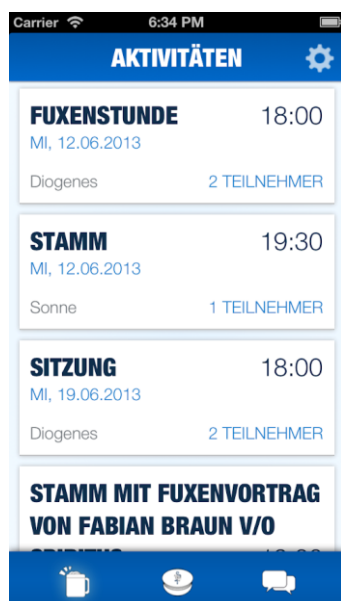 Carrier 6:34 PM
AKTIVITÄTEN
FUXENSTUNDE 18:00
MI, 12.06.2013
Diogenes 2 TEILNEHMER
STAMM 19:30
MI, 12.06.2013
Sonne 1 TEILNEHMER
SITZUNG 18:00
MI, 19.06.2013
Diogenes 2 TEILNEHMER
STAMM MIT FUXENVORTRAG
VON FABIAN BRAUN V/O